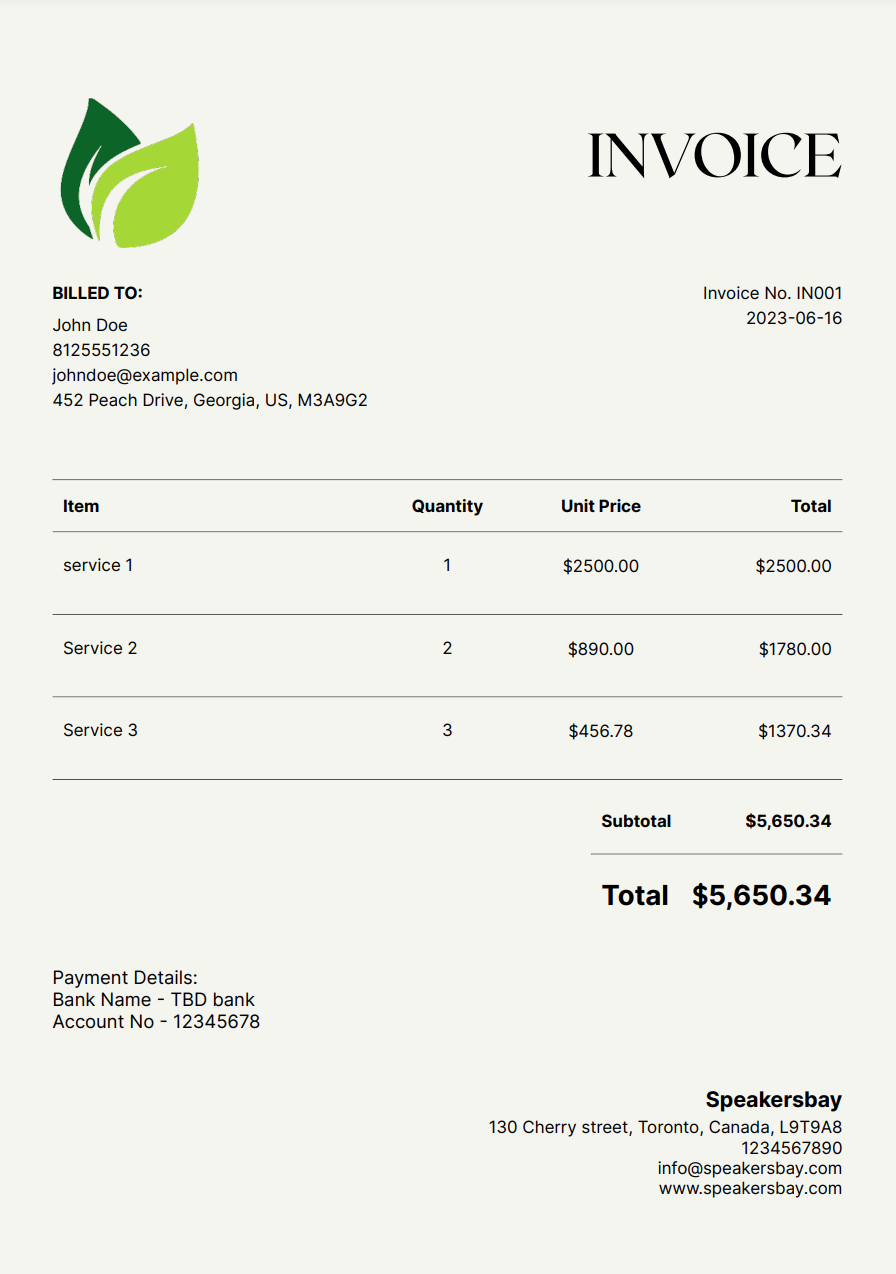 INVOICE
BILLED TO:
John Doe
8125551236
johndoe@example.com
452 Peach Drive, Georgia, US, M3A9G2
Invoice No. IN001
2023-06-16
Item Quantity Unit Price Total
service 1 1 $2500.00 $2500.00
Service 2 2 $890.00 $1780.00
Service 3 3 $456.78 $1370.34
Subtotal $5,650.34
Total $5,650.34
Payment Details:
Bank Name - TBD bank
Account No - 12345678
Speakersbay
130 Cherry street, Toronto, Canada, L9T9A8
1234567890
info@speakersbay.com
www.speakersbay.com